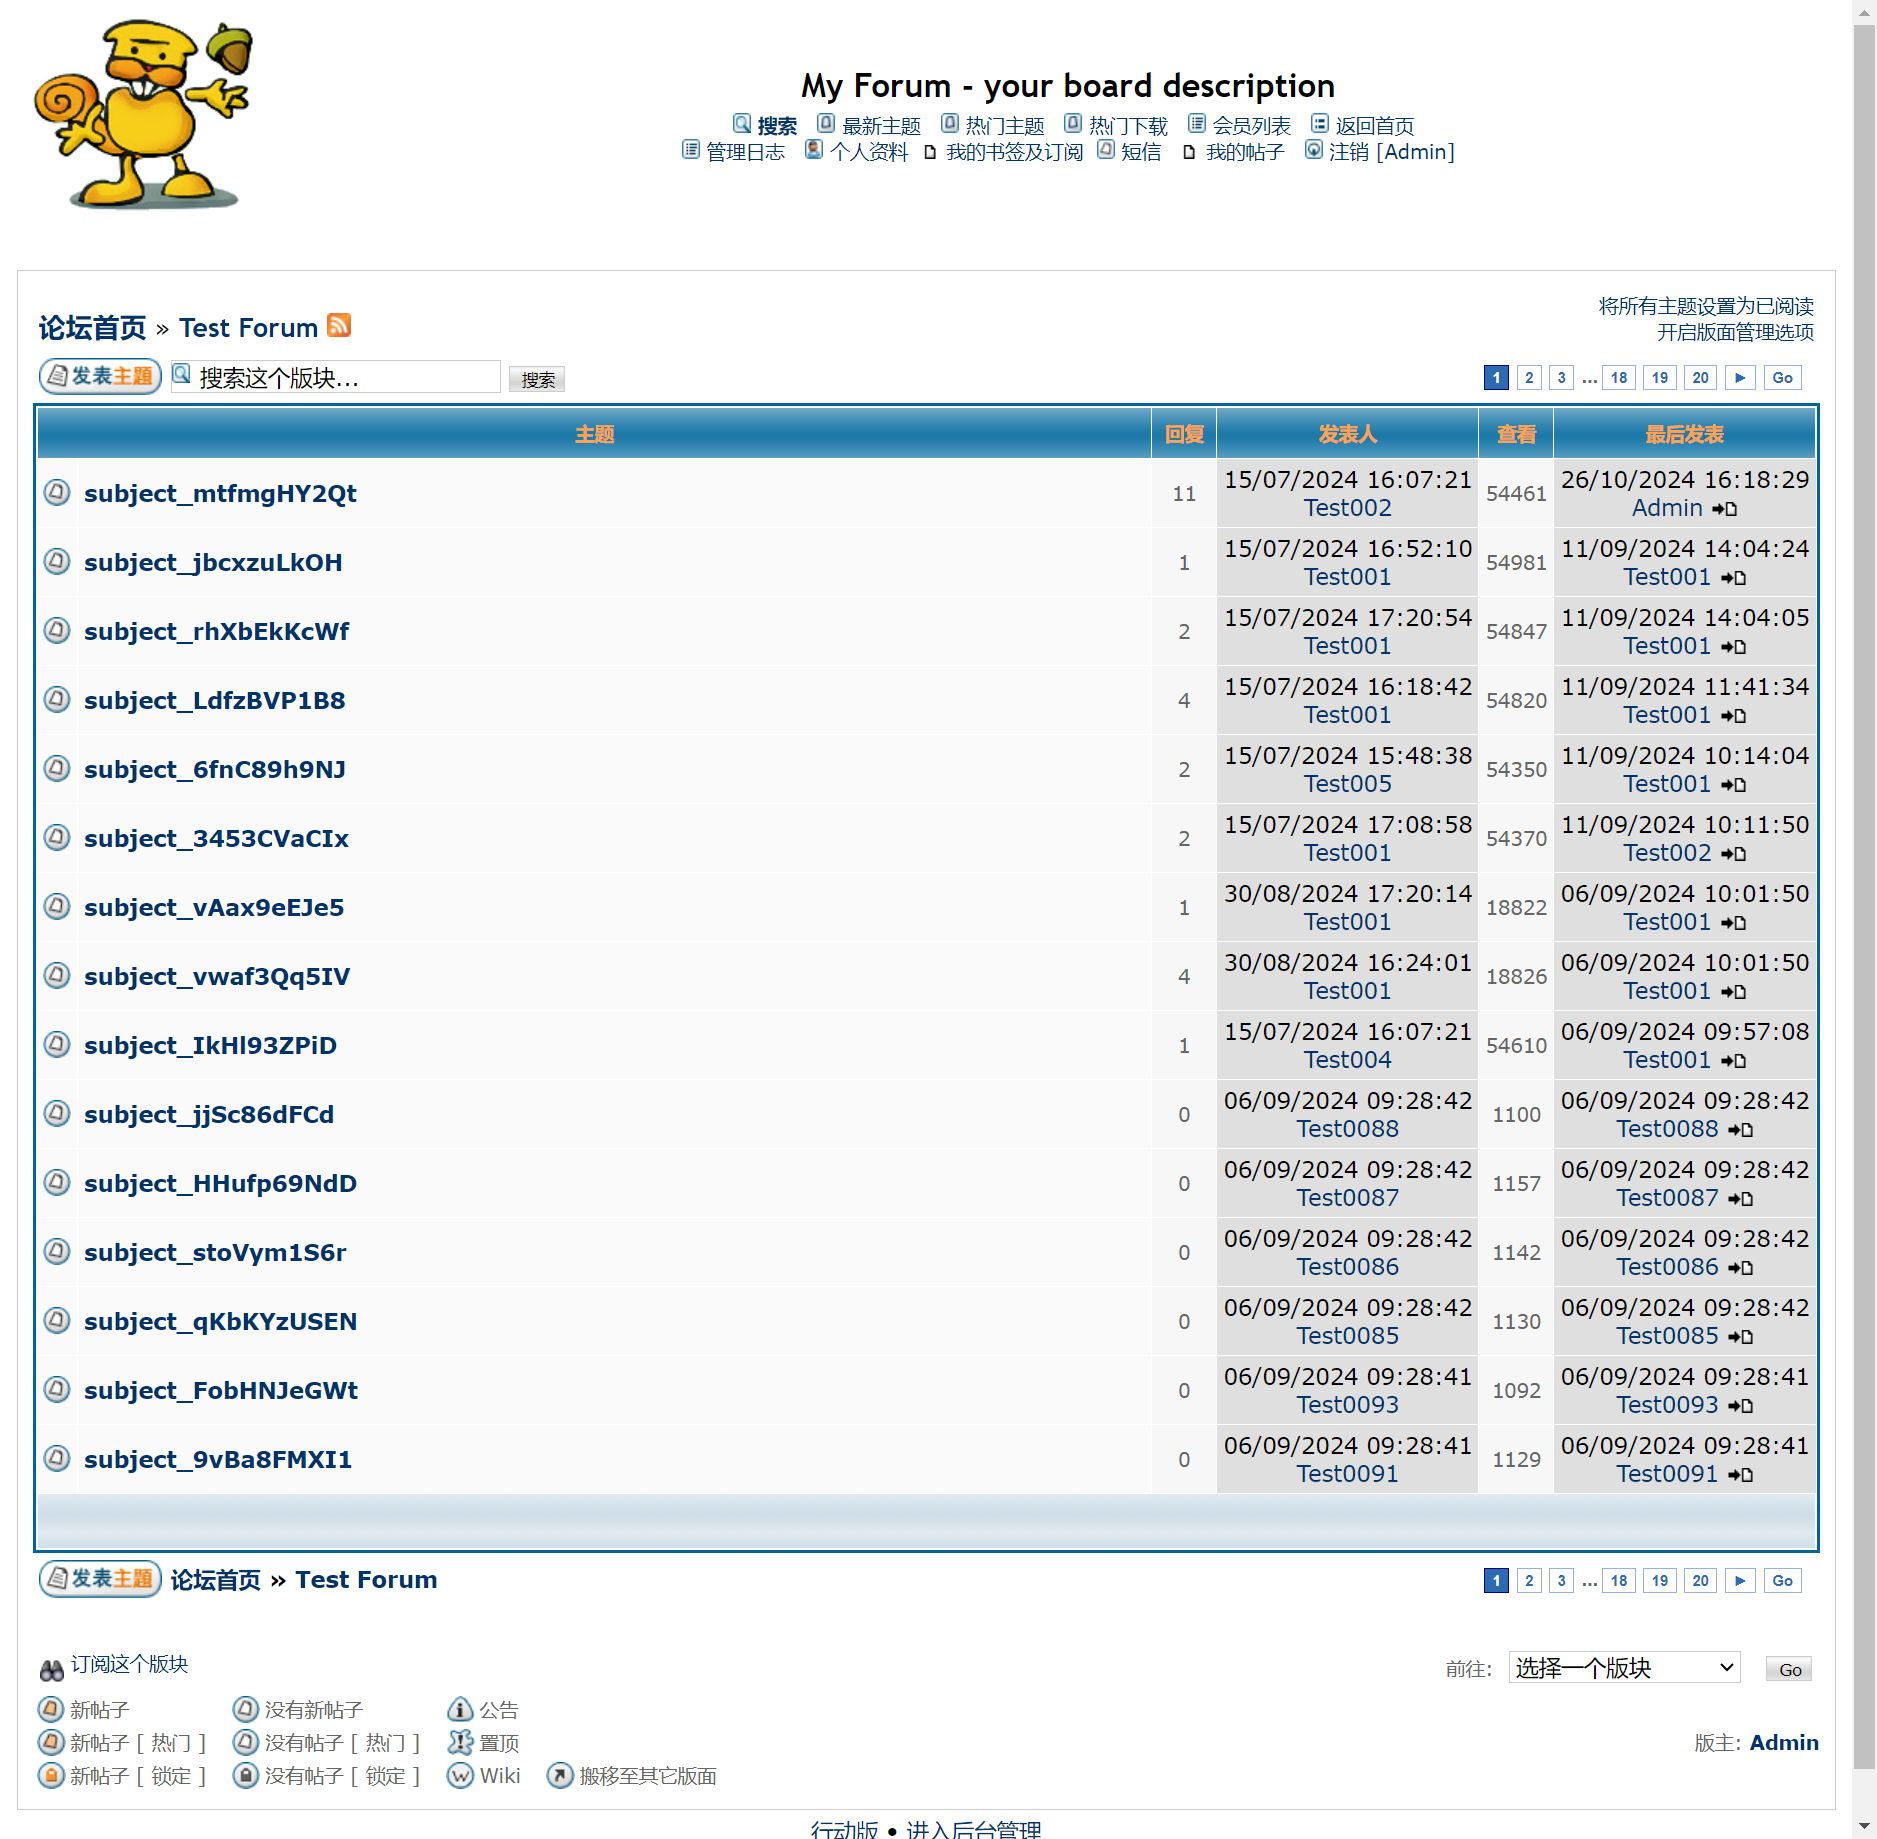 My Forum - your board description
搜索 最新主题 热门主题 热门下载 会员列表 返回首页
管理日志 个人资料 我的书签及订阅 短信 我的帖子 注销 [Admin]
将所有主题设置为已阅读
论坛首页 » Test Forum
开启版面管理选项
发表主題 搜索这个版块... 搜索 1 2 3 ... 18 19 20 ► Go
主题 回复 发表人 查看 最后发表
subject_mtfmgHY2Qt 11 15/07/2024 16:07:21 Test002 54461 26/10/2024 16:18:29 Admin
subject_jbcxzuLkOH 1 15/07/2024 16:52:10 Test001 54981 11/09/2024 14:04:24 Test001
subject_rhXbEkKcWf 2 15/07/2024 17:20:54 Test001 54847 11/09/2024 14:04:05 Test001
subject_LdfzBVP1B8 4 15/07/2024 16:18:42 Test001 54820 11/09/2024 11:41:34 Test001
subject_6fnC89h9NJ 2 15/07/2024 15:48:38 Test005 54350 11/09/2024 10:14:04 Test001
subject_3453CVaCIx 2 15/07/2024 17:08:58 Test001 54370 11/09/2024 10:11:50 Test002
subject_vAax9eEJe5 1 30/08/2024 17:20:14 Test001 18822 06/09/2024 10:01:50 Test001
subject_vwaf3Qq5IV 4 30/08/2024 16:24:01 Test001 18826 06/09/2024 10:01:50 Test001
subject_IkHl93ZPiD 1 15/07/2024 16:07:21 Test004 54610 06/09/2024 09:57:08 Test001
subject_jjSc86dFCd 0 06/09/2024 09:28:42 Test0088 1100 06/09/2024 09:28:42 Test0088
subject_HHufp69NdD 0 06/09/2024 09:28:42 Test0087 1157 06/09/2024 09:28:42 Test0087
subject_stoVym1S6r 0 06/09/2024 09:28:42 Test0086 1142 06/09/2024 09:28:42 Test0086
subject_qKbKYzUSEN 0 06/09/2024 09:28:42 Test0085 1130 06/09/2024 09:28:42 Test0085
subject_FobHNJeGWt 0 06/09/2024 09:28:41 Test0093 1092 06/09/2024 09:28:41 Test0093
subject_9vBa8FMXI1 0 06/09/2024 09:28:41 Test0091 1129 06/09/2024 09:28:41 Test0091
发表主題 论坛首页 » Test Forum 1 2 3 ... 18 19 20 ► Go
订阅这个版块 前往: 选择一个版块 Go
新帖子 没有新帖子 公告
新帖子 [ 热门 ] 没有帖子 [ 热门 ] 置顶 版主: Admin
新帖子 [ 锁定 ] 没有帖子 [ 锁定 ] Wiki 搬移至其它版面
行动版 • 进入后台管理